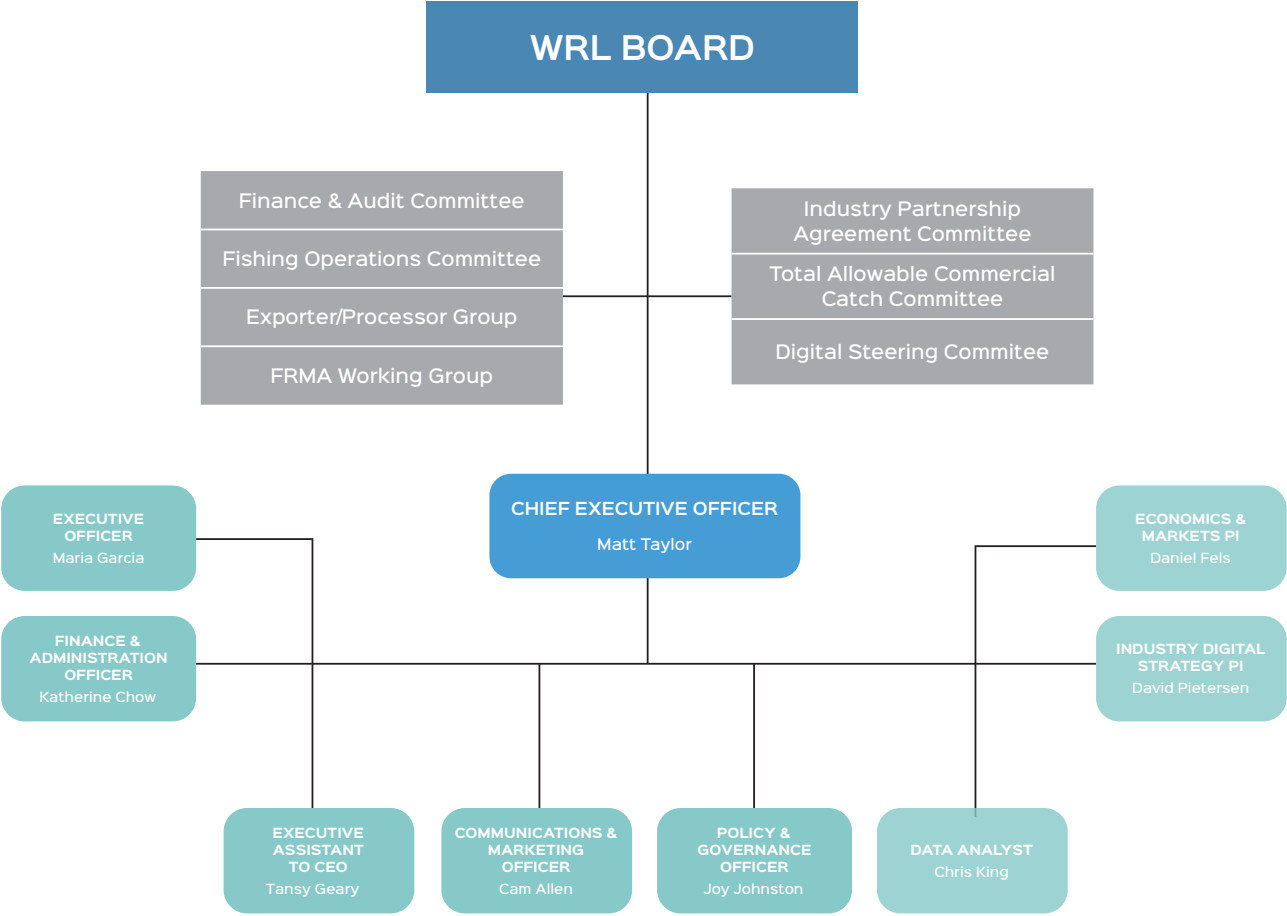 WRL BOARD
Finance & Audit Committee
Fishing Operations Committee
Exporter/Processor Group
FRMA Working Group
Industry Partnership
Agreement Committee
Total Allowable Commercial
Catch Committee
Digital Steering Commitee
CHIEF EXECUTIVE OFFICER
Matt Taylor
EXECUTIVE
OFFICER
Maria Garcia
FINANCE &
ADMINISTRATION
OFFICER
Katherine Chow
ECONOMICS &
MARKETS PI
Daniel Fels
INDUSTRY DIGITAL
STRATEGY PI
David Pietersen
EXECUTIVE
ASSISTANT
TO CEO
Tansy Geary
COMMUNICATIONS &
MARKETING
OFFICER
Cam Allen
POLICY &
GOVERNANCE
OFFICER
Joy Johnston
DATA ANALYST
Chris King